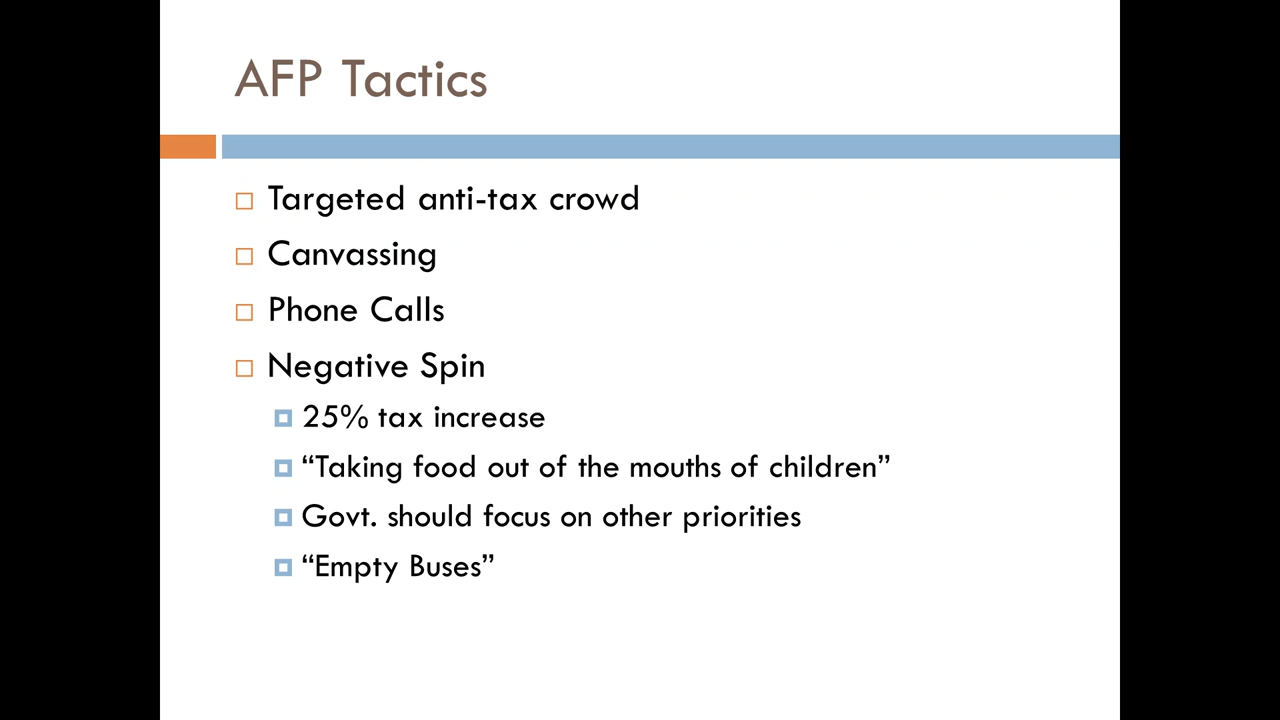 AFP Tactics
Targeted anti-tax crowd
Canvassing
Phone Calls
Negative Spin
25% tax increase
“Taking food out of the mouths of children”
Govt. should focus on other priorities
“Empty Buses”